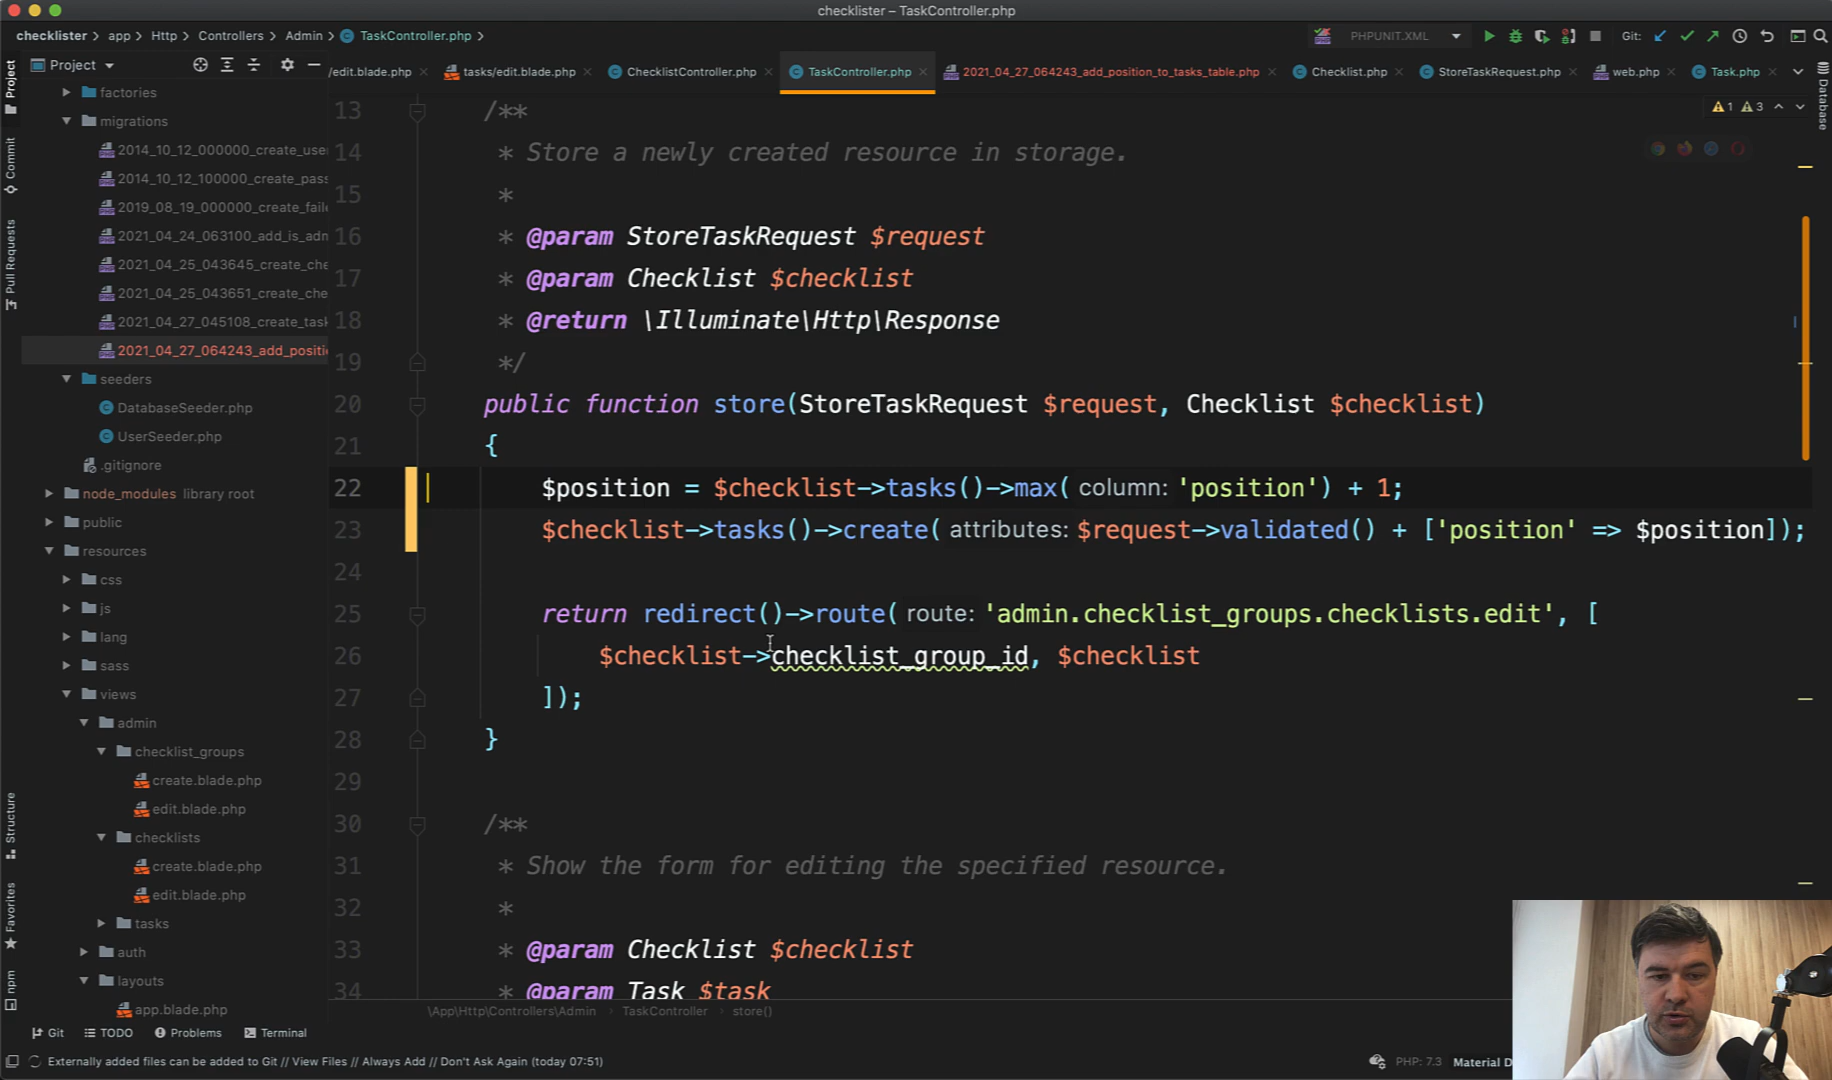 checklister – TaskController.php
checklister
app
Http
Controllers
Admin
TaskController.php
PHPUNIT.XML
Git:
Project
/edit.blade.php
tasks/edit.blade.php
ChecklistController.php
TaskController.php
2021_04_27_064243_add_position_to_tasks_table.php
Checklist.php
StoreTaskRequest.php
web.php
Task.php
Project
Commit
Pull Requests
Structure
Favorites
npm
Database
1
3
factories
migrations
2014_10_12_000000_create_use
2014_10_12_100000_create_pass
2019_08_19_000000_create_faile
2021_04_24_063100_add_is_adn
2021_04_25_043645_create_che
2021_04_25_043651_create_che
2021_04_27_045108_create_task
2021_04_27_064243_add_positi
seeders
DatabaseSeeder.php
UserSeeder.php
.gitignore
node_modules library root
public
resources
css
js
lang
sass
views
admin
checklist_groups
create.blade.php
edit.blade.php
checklists
create.blade.php
edit.blade.php
tasks
auth
layouts
app.blade.php
13 /**
14 * Store a newly created resource in storage.
15 *
16 * @param StoreTaskRequest $request
17 * @param Checklist $checklist
18 * @return \Illuminate\Http\Response
19 */
20 public function store(StoreTaskRequest $request, Checklist $checklist)
21 {
22 $position = $checklist->tasks()->max( column: 'position') + 1;
23 $checklist->tasks()->create( attributes: $request->validated() + ['position' => $position]);
24
25 return redirect()->route( route: 'admin.checklist_groups.checklists.edit', [
26 $checklist->checklist_group_id, $checklist
27 ]);
28 }
29
30 /**
31 * Show the form for editing the specified resource.
32 *
33 * @param Checklist $checklist
34 * @param Task $task
\App\Http\Controllers\Admin
TaskController
store()
Git
TODO
Problems
Terminal
Externally added files can be added to Git // View Files // Always Add // Don't Ask Again (today 07:51)
PHP: 7.3
Material D